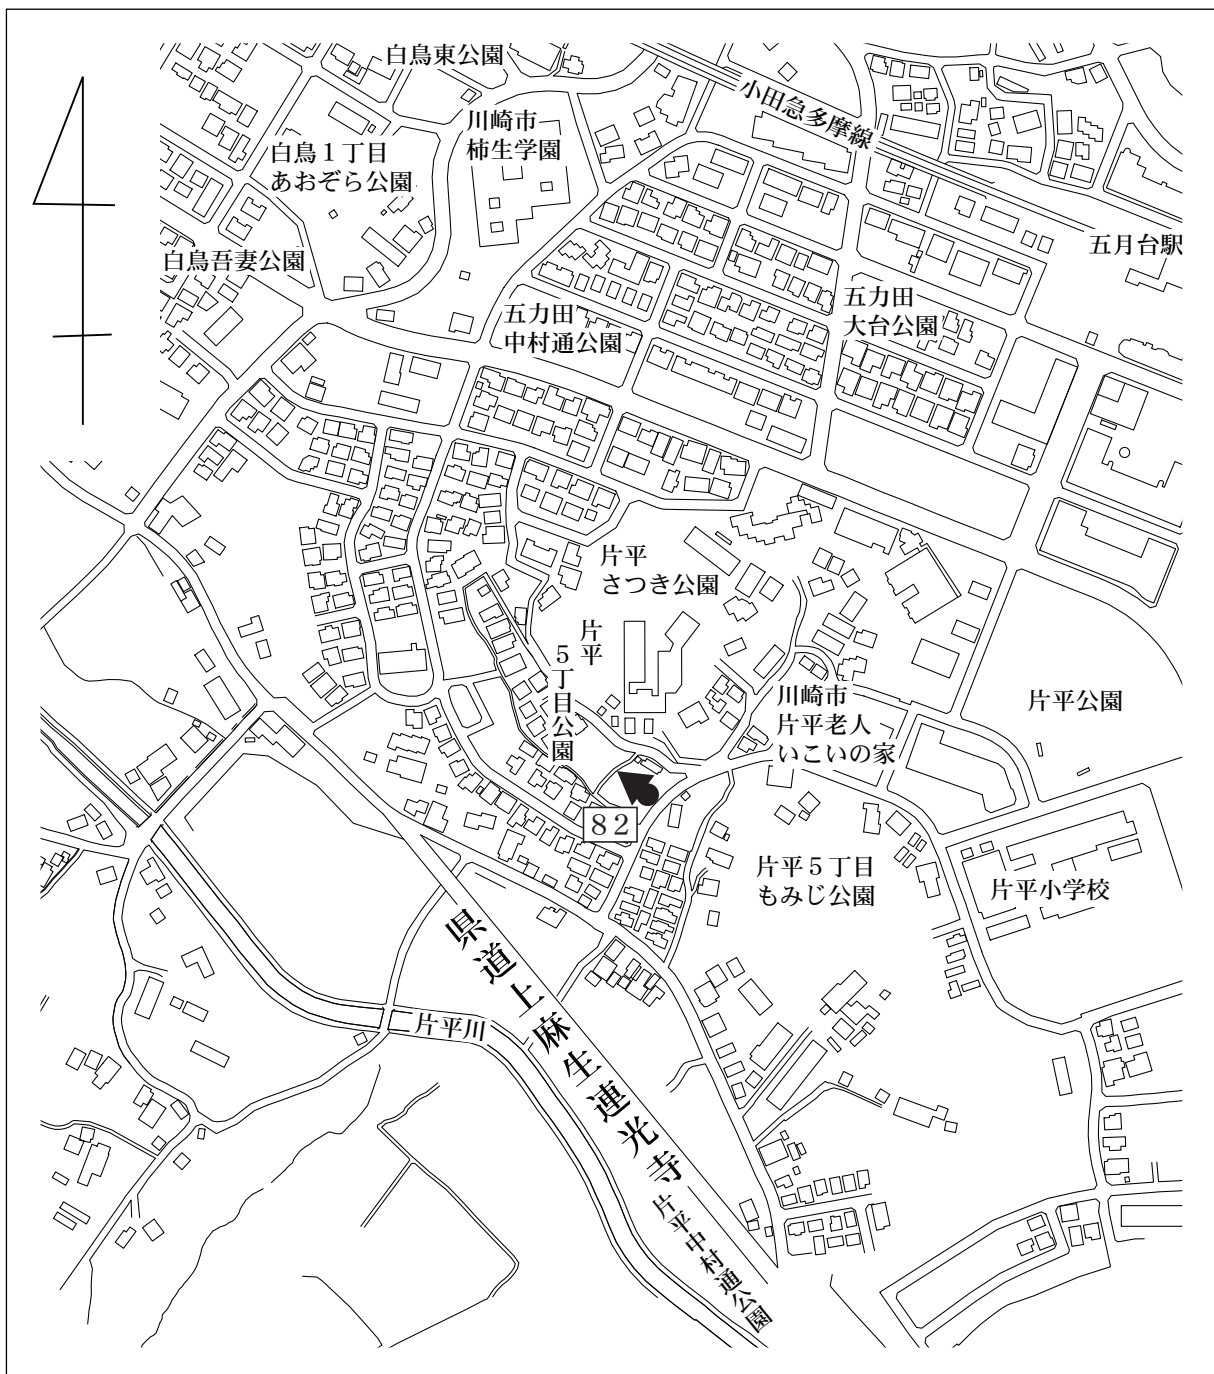 白鳥東公園
小田急多摩線
川崎市
柿生学園
白鳥１丁目
あおぞら公園
五月台駅
白鳥吾妻公園
五力田
大台公園
五力田
中村通公園
片平
さつき公園
片平
５丁目公園
川崎市
片平老人
いこいの家
片平公園
８２
片平５丁目
もみじ公園
片平小学校
県道上麻生連光寺
片平川
片平中村通公園